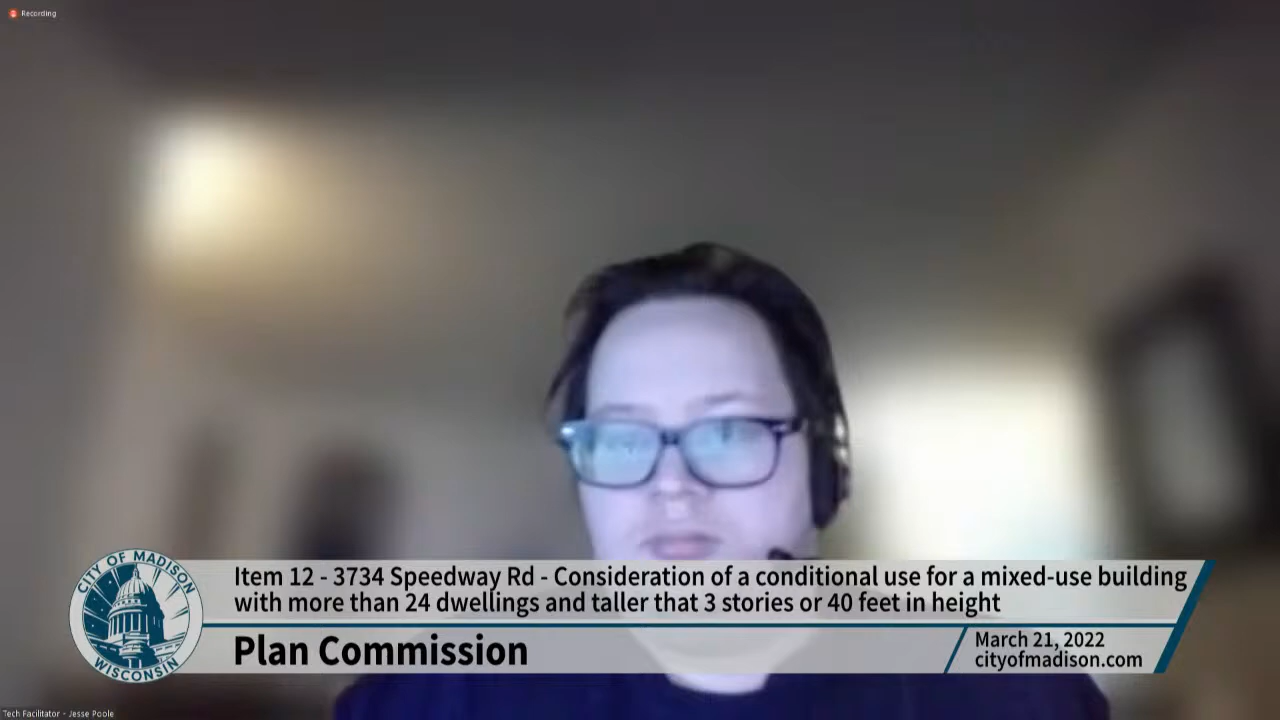 Recording
Item 12 - 3734 Speedway Rd - Consideration of a conditional use for a mixed-use building
with more than 24 dwellings and taller that 3 stories or 40 feet in height
Plan Commission
March 21, 2022
cityofmadison.com
CITY OF MADISON
WISCONSIN
Tech Facilitator - Jesse Poole